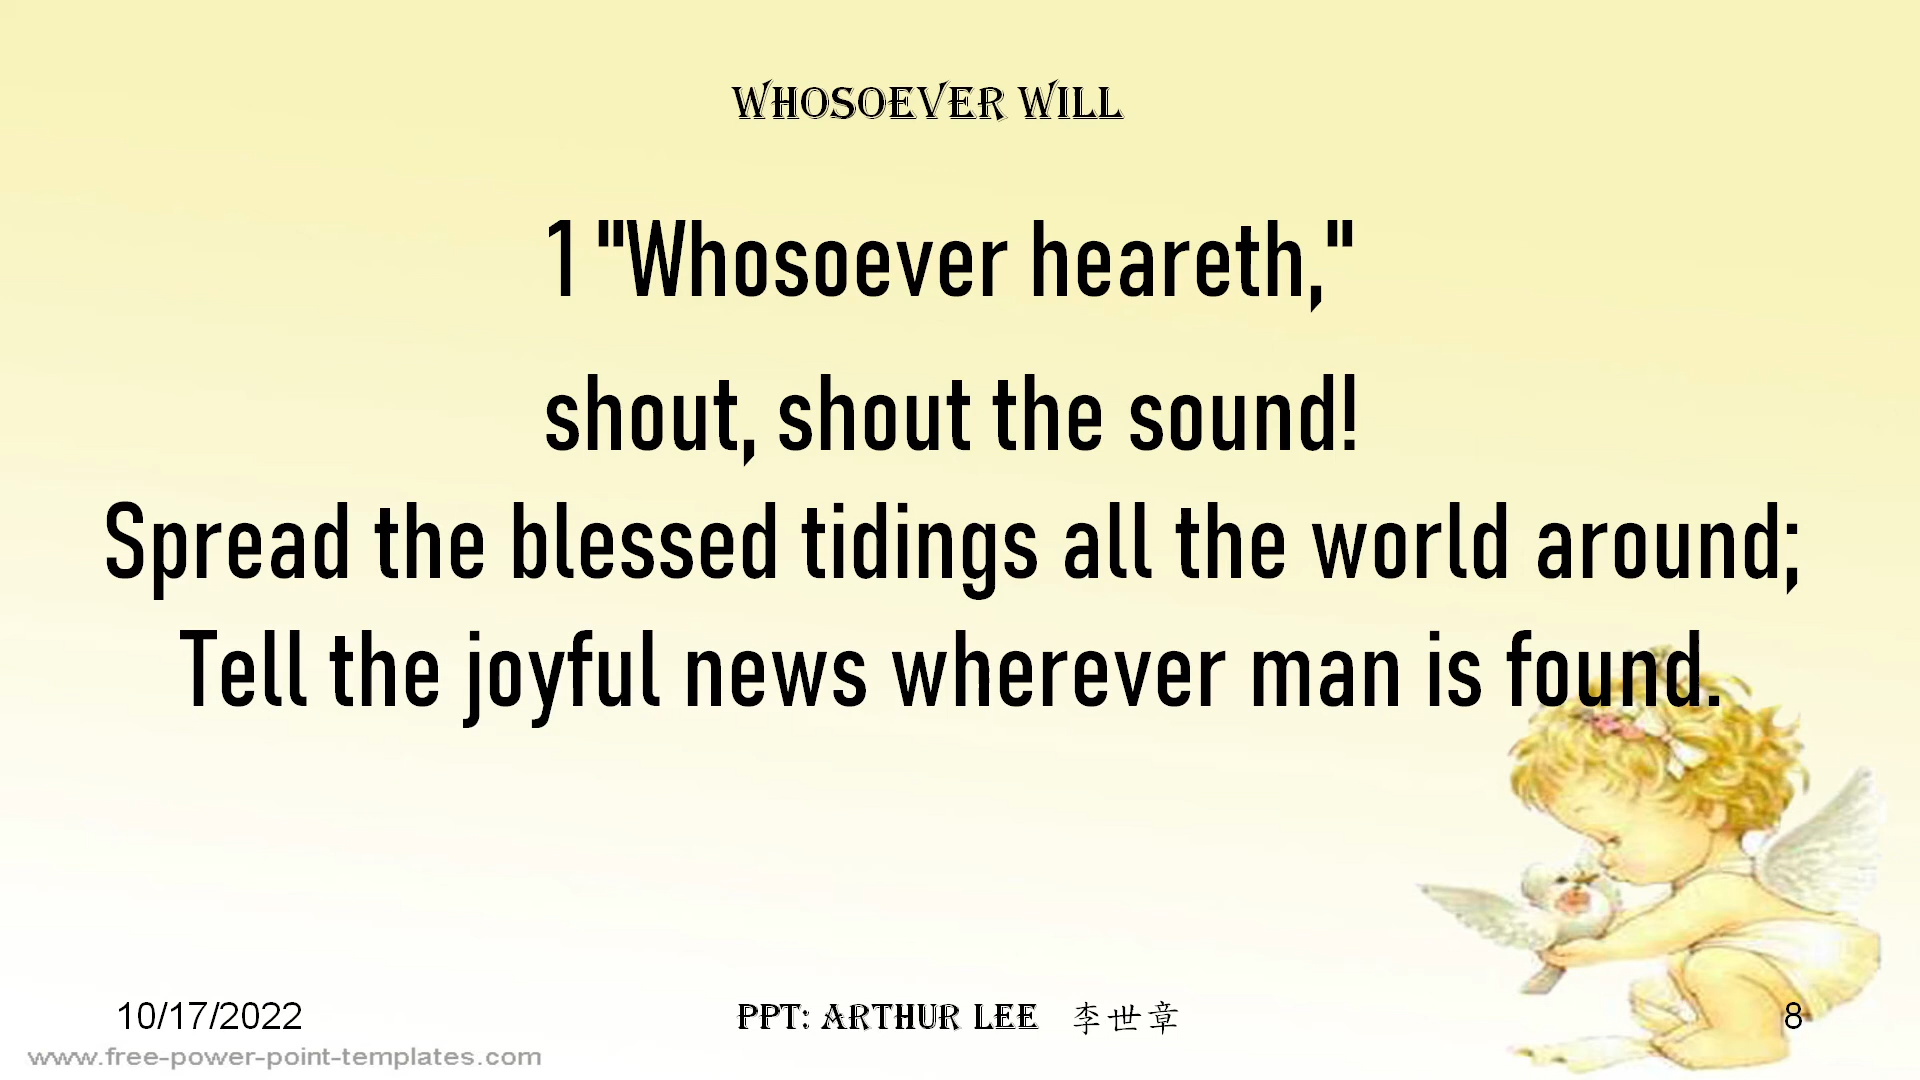 WHOSOEVER WILL
1 "Whosoever heareth,"
shout, shout the sound!
Spread the blessed tidings all the world around;
Tell the joyful news wherever man is found.
10/17/2022
PPT: ARTHUR LEE 李世章
8
www.free-power-point-templates.com